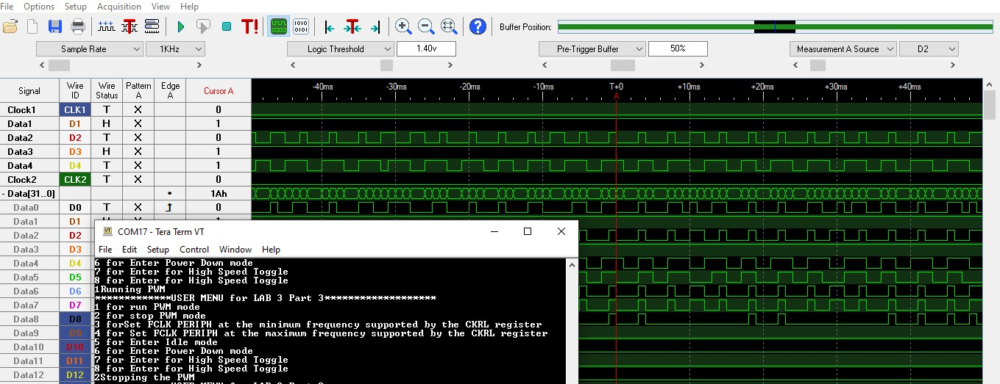 File Options Setup Acquisition View Help
Buffer Position:
Sample Rate 1KHz Logic Threshold 1.40v Pre-Trigger Buffer 50% Measurement A Source D2
Signal Wire ID Wire Status Pattern A Edge A Cursor A -40ms -30ms -20ms -10ms T+0 +10ms +20ms +30ms +40ms
A
Clock1 CLK1 T X 0
Data1 D1 H X 1
Data2 D2 T X 0
Data3 D3 H X 1
Data4 D4 T X 1
Clock2 CLK2 T X 0
- Data[31..0] 1Ah
Data0 D0 T X 0
Data1 D1
Data2 D2
Data3 D3
Data4 D4
Data5 D5
Data6 D6
Data7 D7
Data8 D8
Data9 D9
Data10 D10
Data11 D11
Data12 D12
COM17 - Tera Term VT
File Edit Setup Control Window Help
6 for Enter Power Down mode
7 for Enter for High Speed Toggle
8 for Enter for High Speed Toggle
1Running PWM
*************USER MENU for LAB 3 Part 3*******************
1 for run PWM mode
2 for stop PWM mode
3 forSet FCLK PERIPH at the minimum frequency supported by the CKRL register
4 for Set FCLK PERIPH at the maximum frequency supported by the CKRL register
5 for Enter Idle mode
6 for Enter Power Down mode
7 for Enter for High Speed Toggle
8 for Enter for High Speed Toggle
2Stopping the PWM